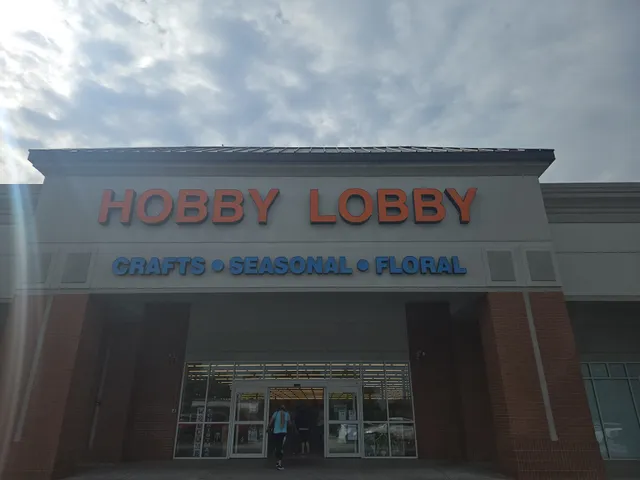 HOBBY LOBBY
CRAFTS • SEASONAL • FLORAL